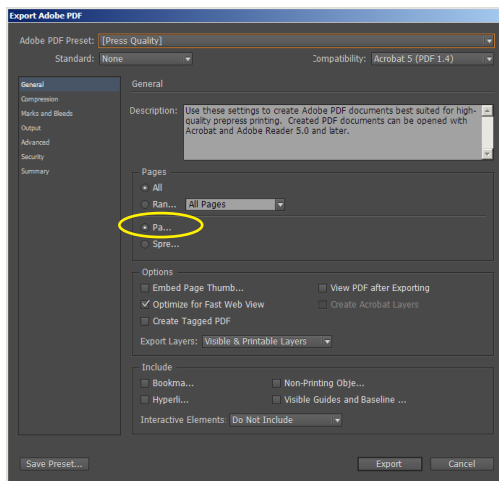 Export Adobe PDF
Adobe PDF Preset: [Press Quality]
Standard: None Compatibility: Acrobat 5 (PDF 1.4)
General
Compression
Marks and Bleeds
Output
Advanced
Security
Summary
General
Description: Use these settings to create Adobe PDF documents best suited for high-
quality prepress printing. Created PDF documents can be opened with
Acrobat and Adobe Reader 5.0 and later.
Pages
All
Ran... All Pages
Pa...
Spre...
Options
Embed Page Thumb... View PDF after Exporting
Optimize for Fast Web View Create Acrobat Layers
Create Tagged PDF
Export Layers: Visible & Printable Layers
Include
Bookma... Non-Printing Obje...
Hyperli... Visible Guides and Baseline ...
Interactive Elements: Do Not Include
Save Preset... Export Cancel